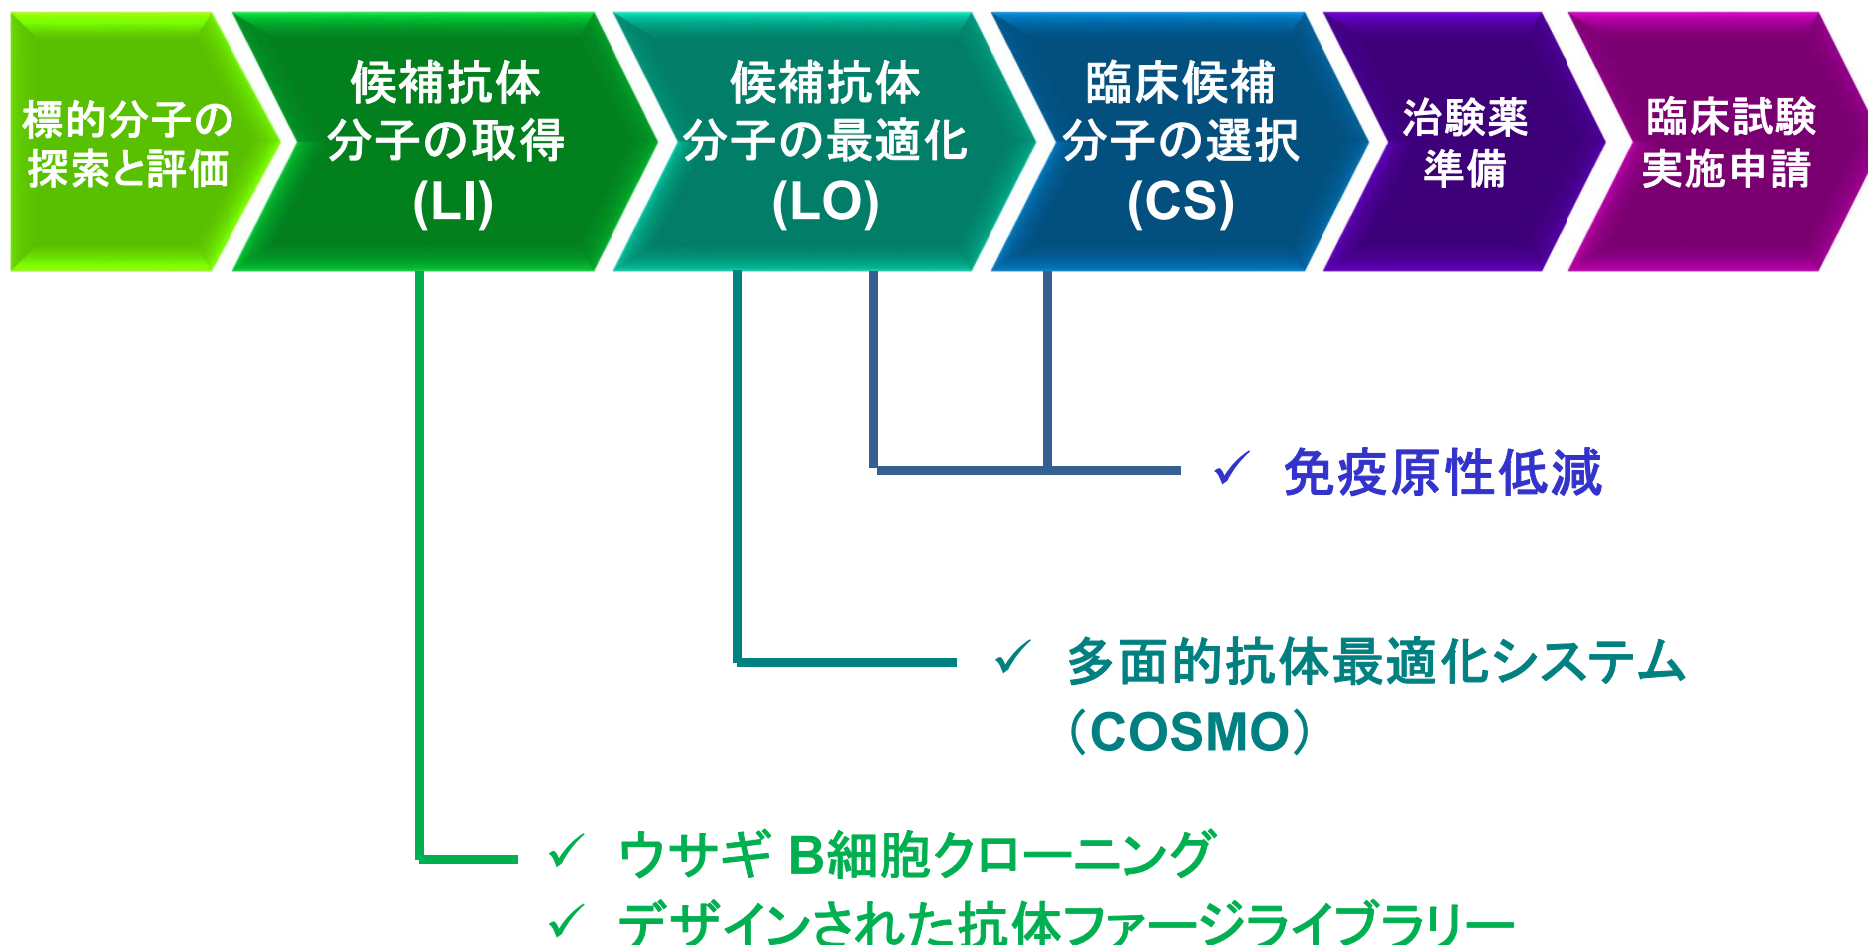 標的分子の
探索と評価
候補抗体
分子の取得
(LI)
候補抗体
分子の最適化
(LO)
臨床候補
分子の選択
(CS)
治験薬
準備
臨床試験
実施申請
✓ 免疫原性低減
✓ 多面的抗体最適化システム
（COSMO）
✓ ウサギ B細胞クローニング
✓ デザインされた抗体ファージライブラリー